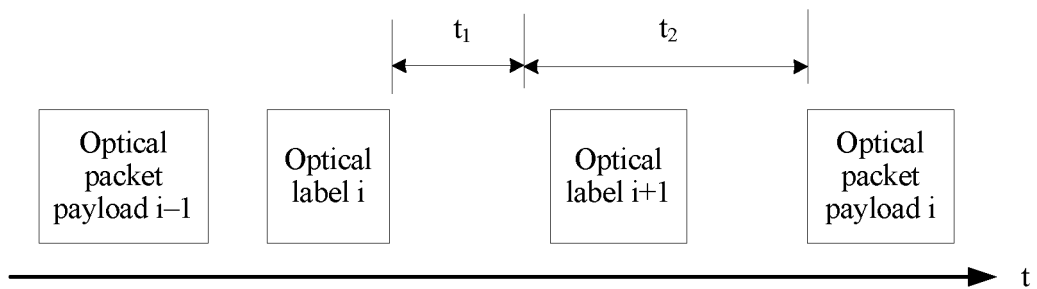 t₁
t₂
Optical
packet
payload i–1
Optical
label i
Optical
label i+1
Optical
packet
payload i
t